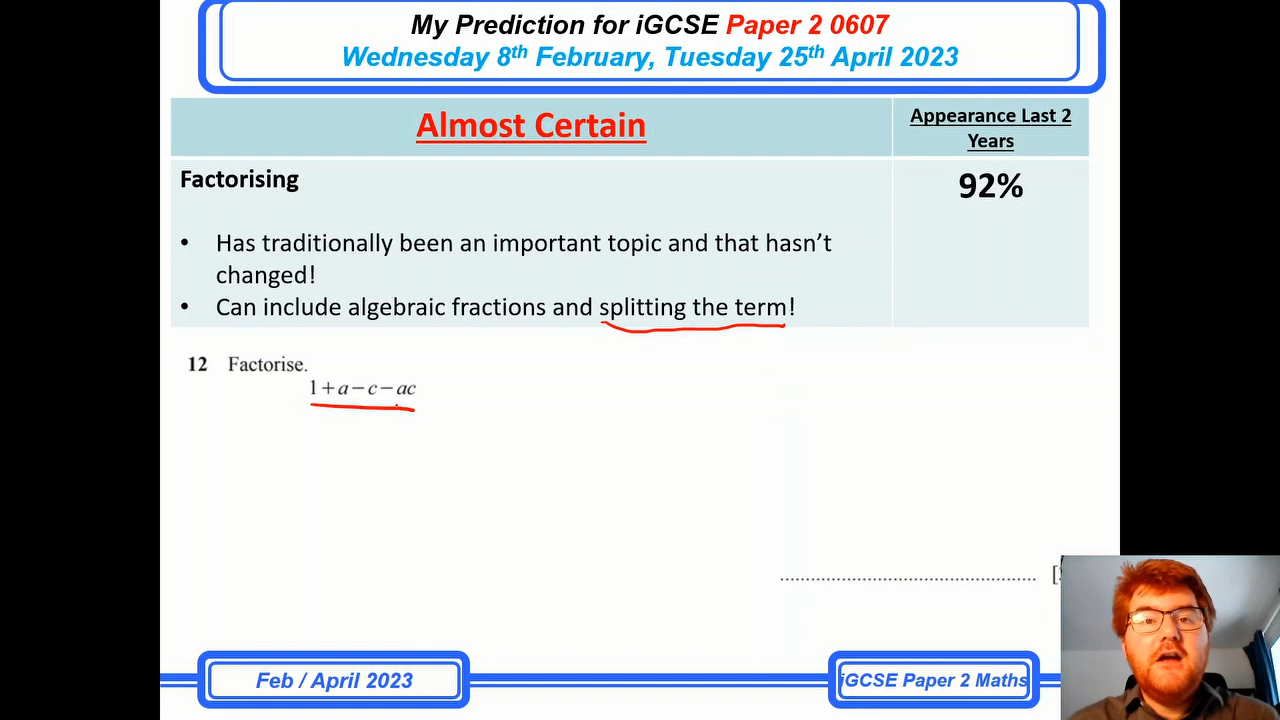 My Prediction for iGCSE Paper 2 0607
Wednesday 8th February, Tuesday 25th April 2023
Almost Certain
Appearance Last 2
Years
Factorising
92%
• Has traditionally been an important topic and that hasn’t
changed!
• Can include algebraic fractions and splitting the term!
12 Factorise.
1 + a − c − ac
[
Feb / April 2023
iGCSE Paper 2 Maths